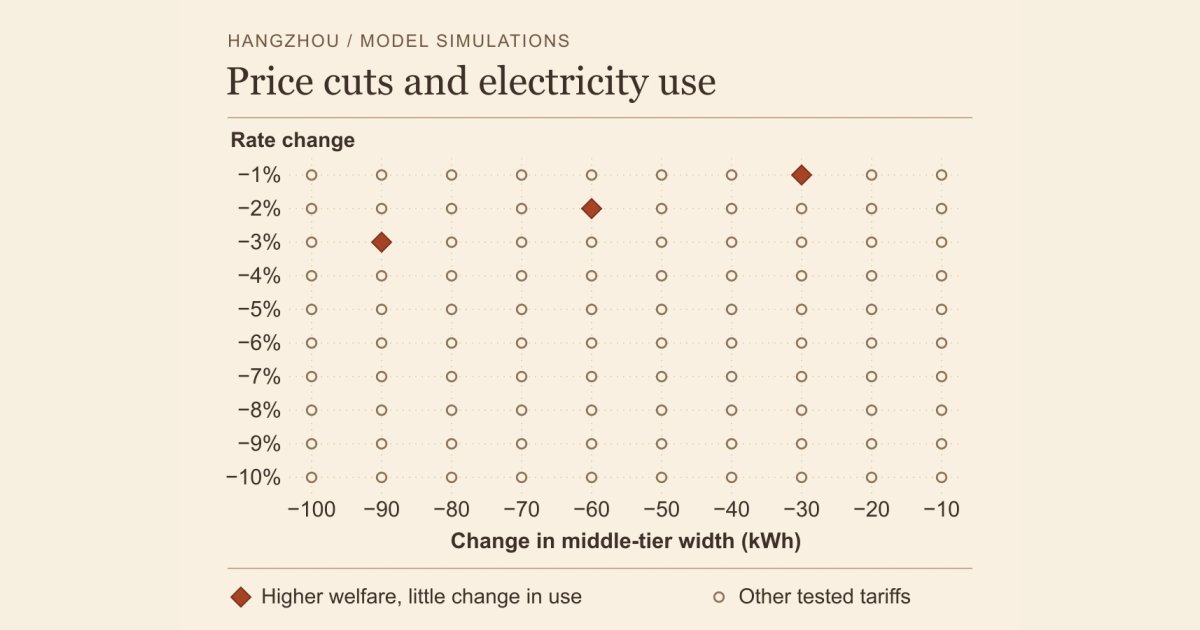 HANGZHOU / MODEL SIMULATIONS
Price cuts and electricity use
Rate change
−1%
−2%
−3%
−4%
−5%
−6%
−7%
−8%
−9%
−10%
−100 −90 −80 −70 −60 −50 −40 −30 −20 −10
Change in middle-tier width (kWh)
Higher welfare, little change in use Other tested tariffs